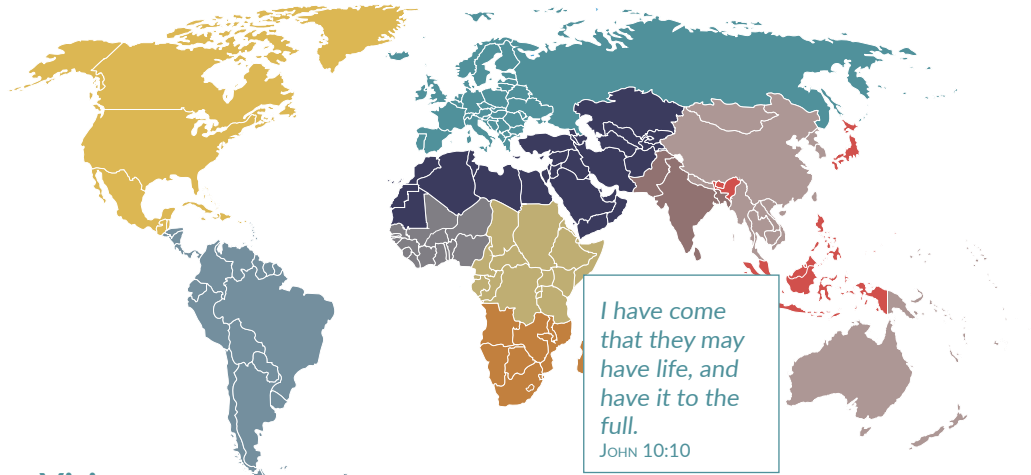 I have come
that they may
have life, and
have it to the
full.
John 10:10